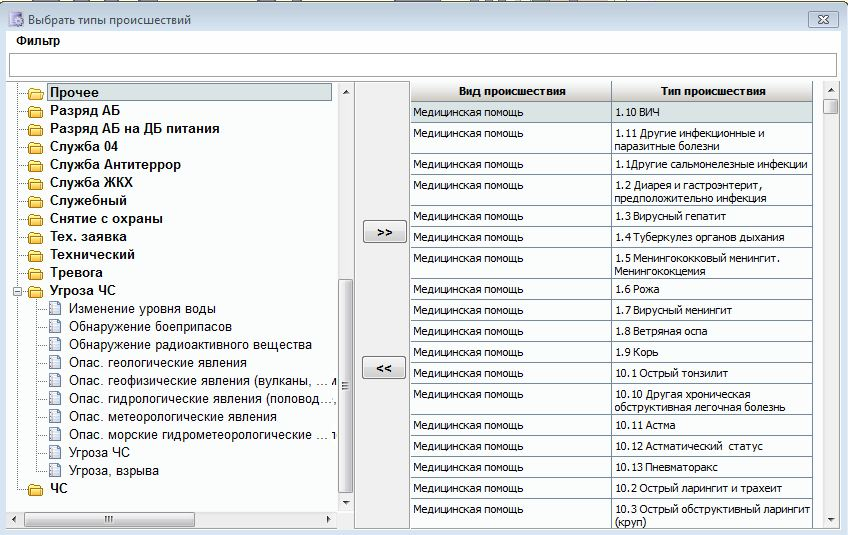 Выбрать типы происшествий
Фильтр
Прочее
Разряд АБ
Разряд АБ на ДБ питания
Служба 04
Служба Антитеррор
Служба ЖКХ
Служебный
Снятие с охраны
Тех. заявка
Технический
Тревога
Угроза ЧС
Изменение уровня воды
Обнаружение боеприпасов
Обнаружение радиоактивного вещества
Опас. геологические явления
Опас. геофизические явления (вулканы, ... м
Опас. гидрологические явления (половод...,
Опас. метеорологические явления
Опас. морские гидрометеорологические ...
Угроза ЧС
Угроза, взрыва
ЧС
>>
<<
Вид происшествия Тип происшествия
Медицинская помощь 1.10 ВИЧ
Медицинская помощь 1.11 Другие инфекционные и
паразитные болезни
Медицинская помощь 1.1Другие сальмонелезные инфекции
Медицинская помощь 1.2 Диарея и гастроэнтерит,
предположительно инфекция
Медицинская помощь 1.3 Вирусный гепатит
Медицинская помощь 1.4 Туберкулез органов дыхания
Медицинская помощь 1.5 Менингококковый менингит.
Менингококцемия
Медицинская помощь 1.6 Рожа
Медицинская помощь 1.7 Вирусный менингит
Медицинская помощь 1.8 Ветряная оспа
Медицинская помощь 1.9 Корь
Медицинская помощь 10.1 Острый тонзилит
Медицинская помощь 10.10 Другая хроническая
обструктивная легочная болезнь
Медицинская помощь 10.11 Астма
Медицинская помощь 10.12 Астматический статус
Медицинская помощь 10.13 Пневматоракс
Медицинская помощь 10.2 Острый ларингит и трахеит
Медицинская помощь 10.3 Острый обструктивный ларингит
(круп)